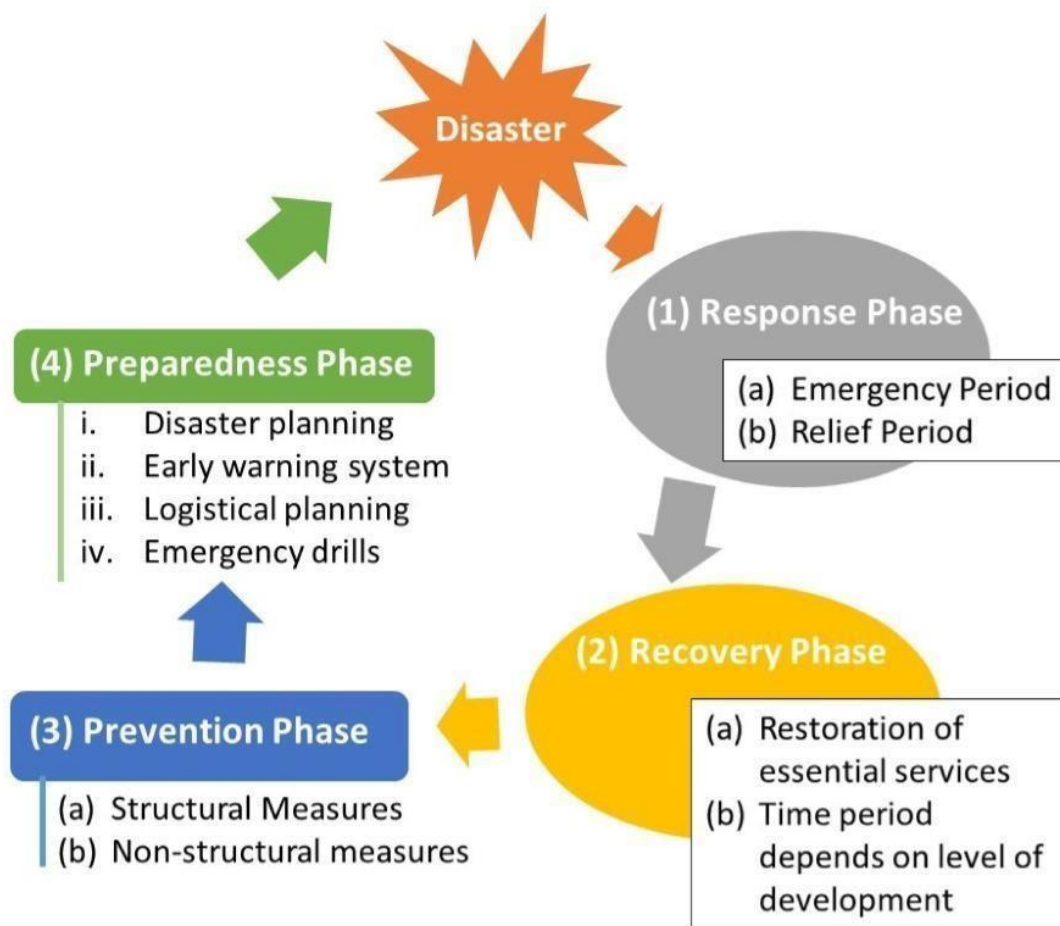 Disaster
(1) Response Phase
(a) Emergency Period
(b) Relief Period
(2) Recovery Phase
(a) Restoration of
essential services
(b) Time period
depends on level of
development
(3) Prevention Phase
(a) Structural Measures
(b) Non-structural measures
(4) Preparedness Phase
i. Disaster planning
ii. Early warning system
iii. Logistical planning
iv. Emergency drills